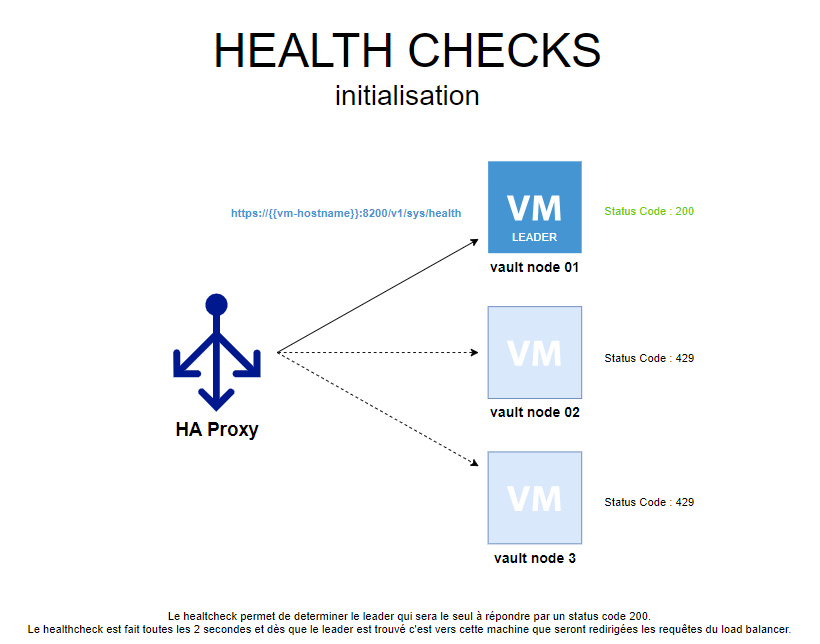 HEALTH CHECKS
initialisation
https://{{vm-hostname}}:8200/v1/sys/health
VM
LEADER
Status Code : 200
vault node 01
VM
Status Code : 429
vault node 02
HA Proxy
VM
Status Code : 429
vault node 3
Le healtcheck permet de determiner le leader qui sera le seul à répondre par un status code 200.
Le healthcheck est fait toutes les 2 secondes et dès que le leader est trouvé c'est vers cette machine que seront redirigées les requêtes du load balancer.